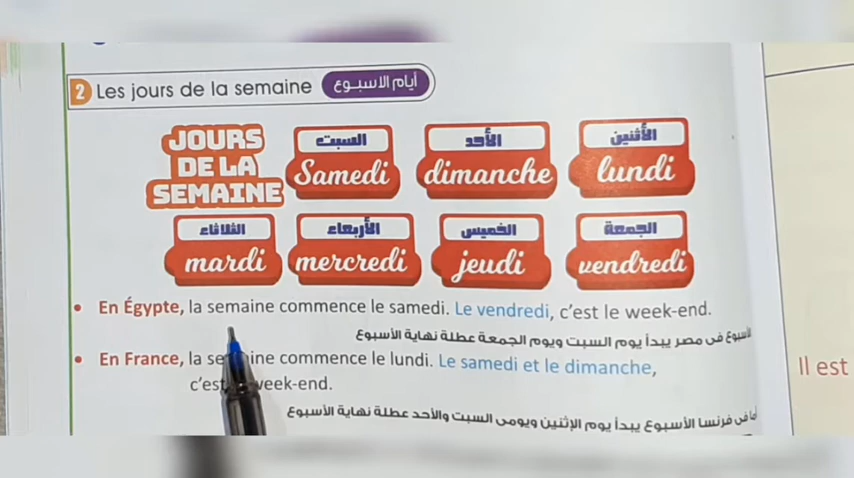 2 Les jours de la semaine أيام الاسبوع
JOURS
DE LA
SEMAINE
السبت
Samedi
الأحد
dimanche
الأثنين
lundi
الثلاثاء
mardi
الأربعاء
mercredi
الخميس
jeudi
الجمعة
vendredi
• En Égypte, la semaine commence le samedi. Le vendredi, c'est le week-end.
فى مصر يبدأ يوم السبت ويوم الجمعة عطلة نهاية الأسبوع
• En France, la commence le lundi. Le samedi et le dimanche,
c'est week-end.
أما فى فرنسا الأسبوع يبدأ يوم الإثنين ويومى السبت والأحد عطلة نهاية الأسبوع
Il est